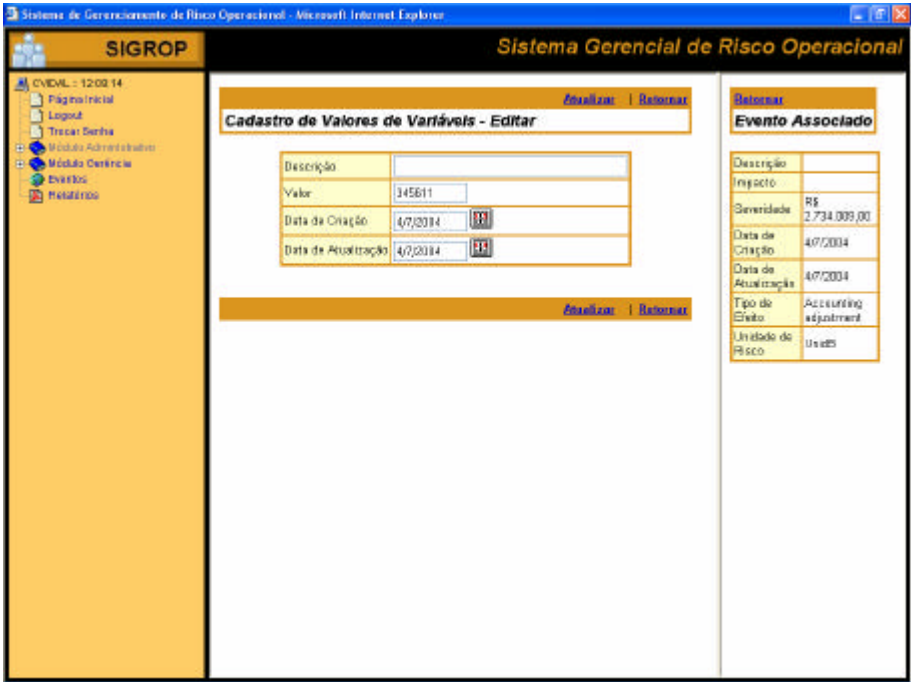 Sistema de Gerenciamento de Risco Operacional - Microsoft Internet Explorer
SIGROP
Sistema Gerencial de Risco Operacional
CVIDAL :: 12:09:14
Página Inicial
Logout
Trocar Senha
Módulo Administrativo
Módulo Gerência
Eventos
Relatórios
Atualizar | Retornar
Cadastro de Valores de Variáveis - Editar
Descrição
Valor 345611
Data de Criação 4/7/2004
Data de Atualização 4/7/2004
Atualizar | Retornar
Retornar
Evento Associado
Descrição
Impacto
Severidade R$ 2.734.009,00
Data de Criação 4/7/2004
Data de Atualização 4/7/2004
Tipo de Efeito Accounting adjustment
Unidade de Risco